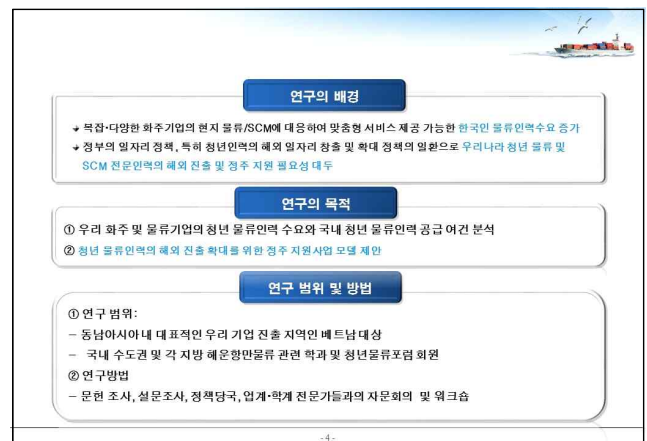 연구의 배경
복잡·다양한 화주기업의 현지 물류/SCM에 대응하여 맞춤형 서비스 제공 가능한 한국인 물류인력수요 증가
정부의 일자리 정책, 특히 청년인력의 해외 일자리 창출 및 확대 정책의 일환으로 우리나라 청년 물류 및
SCM 전문인력의 해외 진출 및 정주 지원 필요성 대두
연구의 목적
① 우리 화주 및 물류기업의 청년 물류인력 수요와 국내 청년 물류인력 공급 여건 분석
② 청년 물류인력의 해외 진출 확대를 위한 정주 지원사업 모델 제안
연구 범위 및 방법
① 연구 범위:
– 동남아시아내 대표적인 우리 기업 진출 지역인 베트남 대상
– 국내 수도권 및 각 지방 해운항만물류 관련 학과 및 청년물류포럼 회원
② 연구방법
– 문헌 조사, 설문조사, 정책당국, 업계·학계 전문가들과의 자문회의 및 워크숍
- 4 -